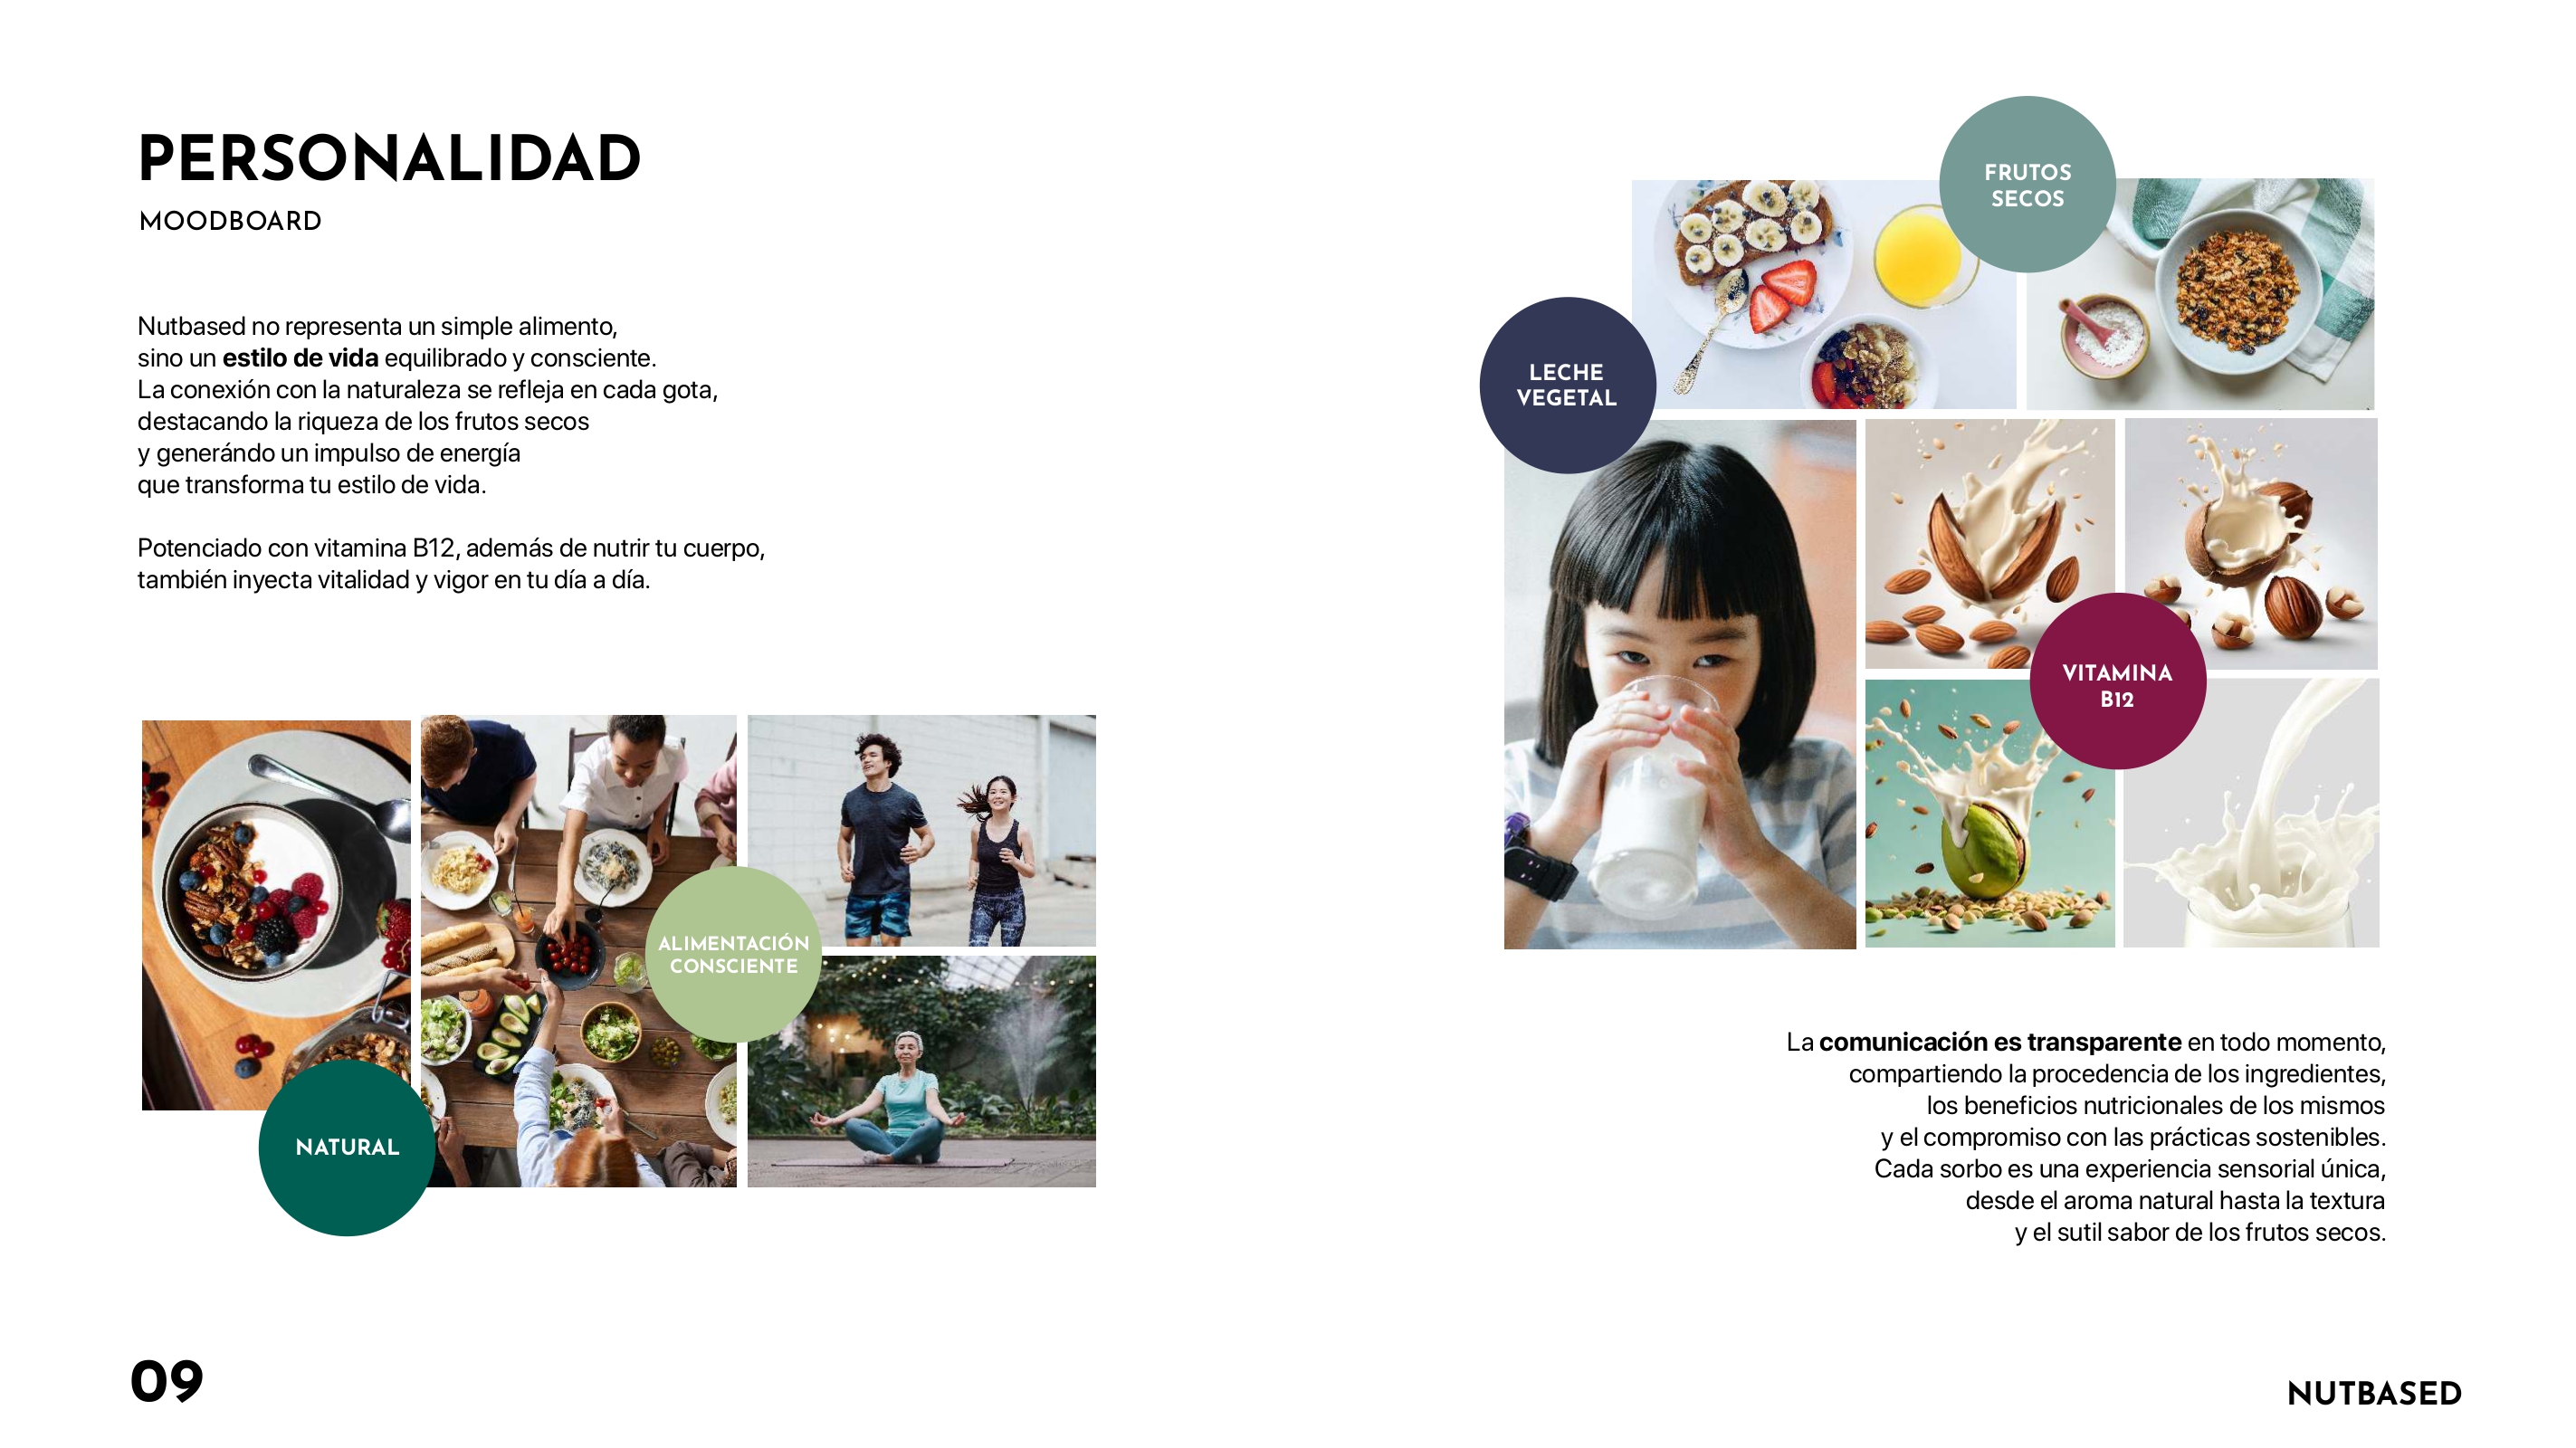 PERSONALIDAD
MOODBOARD
Nutbased no representa un simple alimento,
sino un estilo de vida equilibrado y consciente.
La conexión con la naturaleza se refleja en cada gota,
destacando la riqueza de los frutos secos
y generándo un impulso de energía
que transforma tu estilo de vida.
Potenciado con vitamina B12, además de nutrir tu cuerpo,
también inyecta vitalidad y vigor en tu día a día.
ALIMENTACIÓN
CONSCIENTE
NATURAL
FRUTOS
SECOS
LECHE
VEGETAL
VITAMINA
B12
La comunicación es transparente en todo momento,
compartiendo la procedencia de los ingredientes,
los beneficios nutricionales de los mismos
y el compromiso con las prácticas sostenibles.
Cada sorbo es una experiencia sensorial única,
desde el aroma natural hasta la textura
y el sutil sabor de los frutos secos.
09
NUTBASED